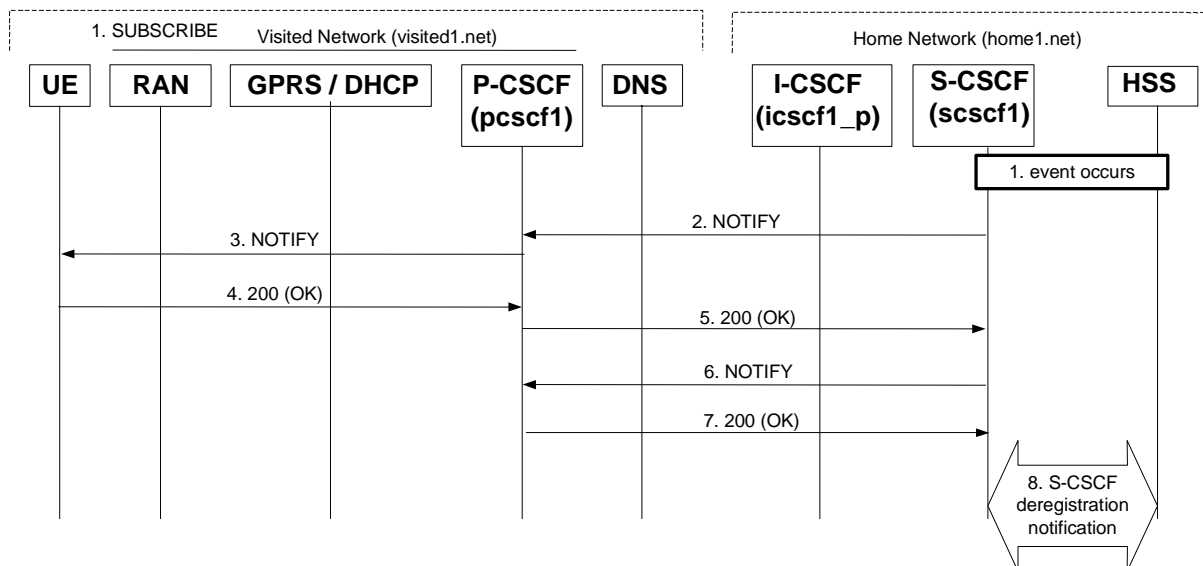 1. SUBSCRIBE
Visited Network (visited1.net)
Home Network (home1.net)
UE
RAN
GPRS / DHCP
P-CSCF
(pcscf1)
DNS
I-CSCF
(icscf1_p)
S-CSCF
(scscf1)
HSS
1. event occurs
2. NOTIFY
3. NOTIFY
4. 200 (OK)
5. 200 (OK)
6. NOTIFY
7. 200 (OK)
8. S-CSCF
deregistration
notification